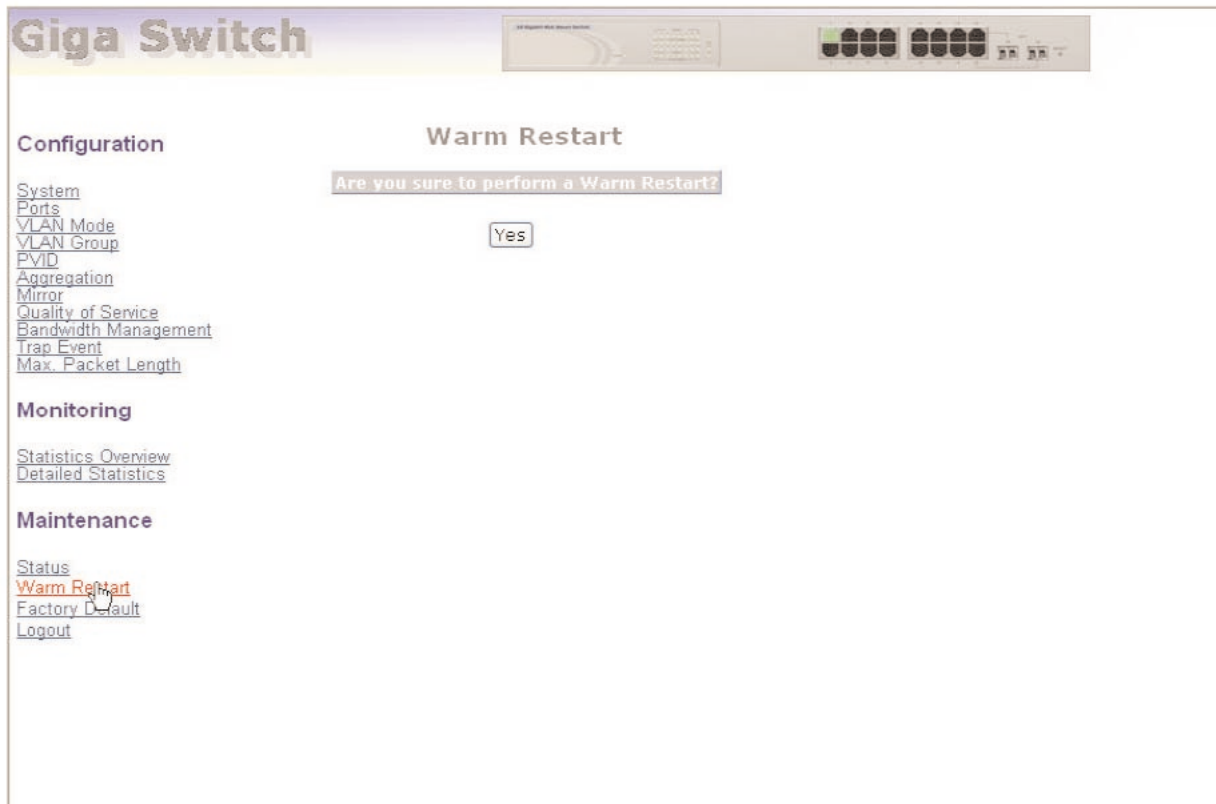 Giga Switch
Configuration
System
Ports
VLAN Mode
VLAN Group
PVID
Aggregation
Mirror
Quality of Service
Bandwidth Management
Trap Event
Max. Packet Length
Monitoring
Statistics Overview
Detailed Statistics
Maintenance
Status
Warm Restart
Factory Default
Logout
Warm Restart
Are you sure to perform a Warm Restart?
Yes